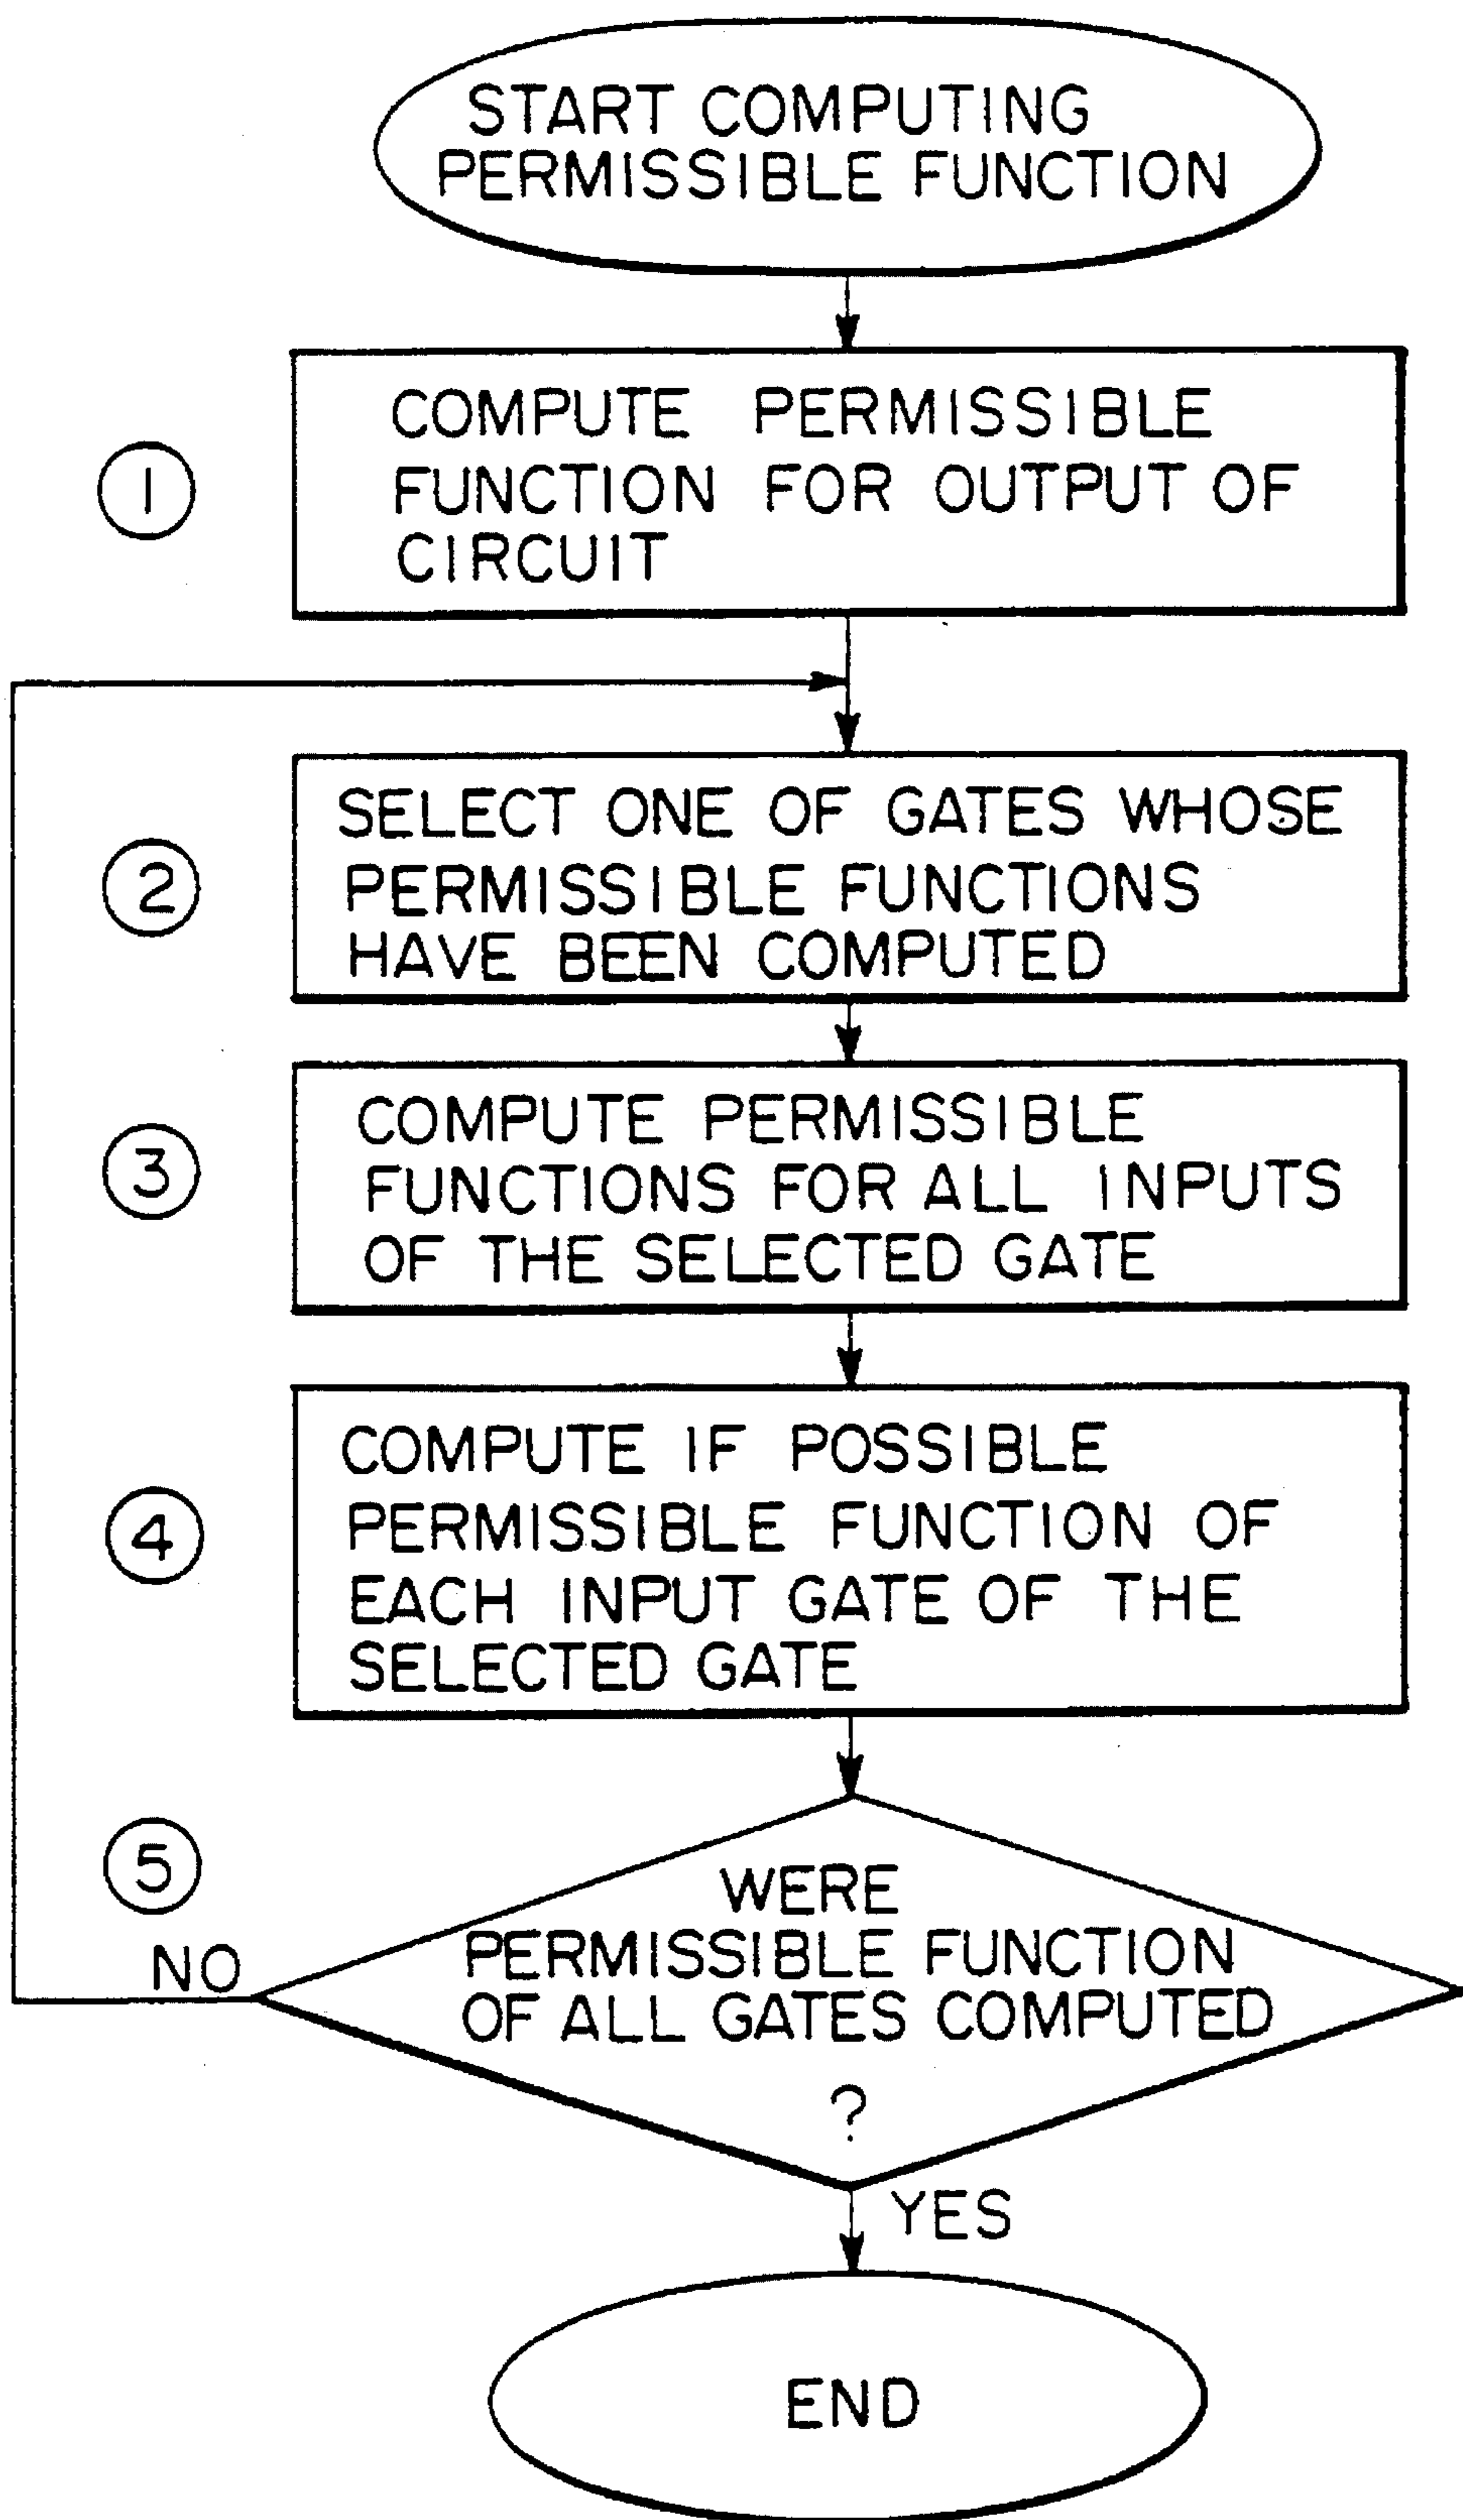 START COMPUTING
PERMISSIBLE FUNCTION
1
COMPUTE PERMISSIBLE
FUNCTION FOR OUTPUT OF
CIRCUIT
2
SELECT ONE OF GATES WHOSE
PERMISSIBLE FUNCTIONS
HAVE BEEN COMPUTED
3
COMPUTE PERMISSIBLE
FUNCTIONS FOR ALL INPUTS
OF THE SELECTED GATE
4
COMPUTE IF POSSIBLE
PERMISSIBLE FUNCTION OF
EACH INPUT GATE OF THE
SELECTED GATE
5
WERE
PERMISSIBLE FUNCTION
OF ALL GATES COMPUTED
?
NO
YES
END